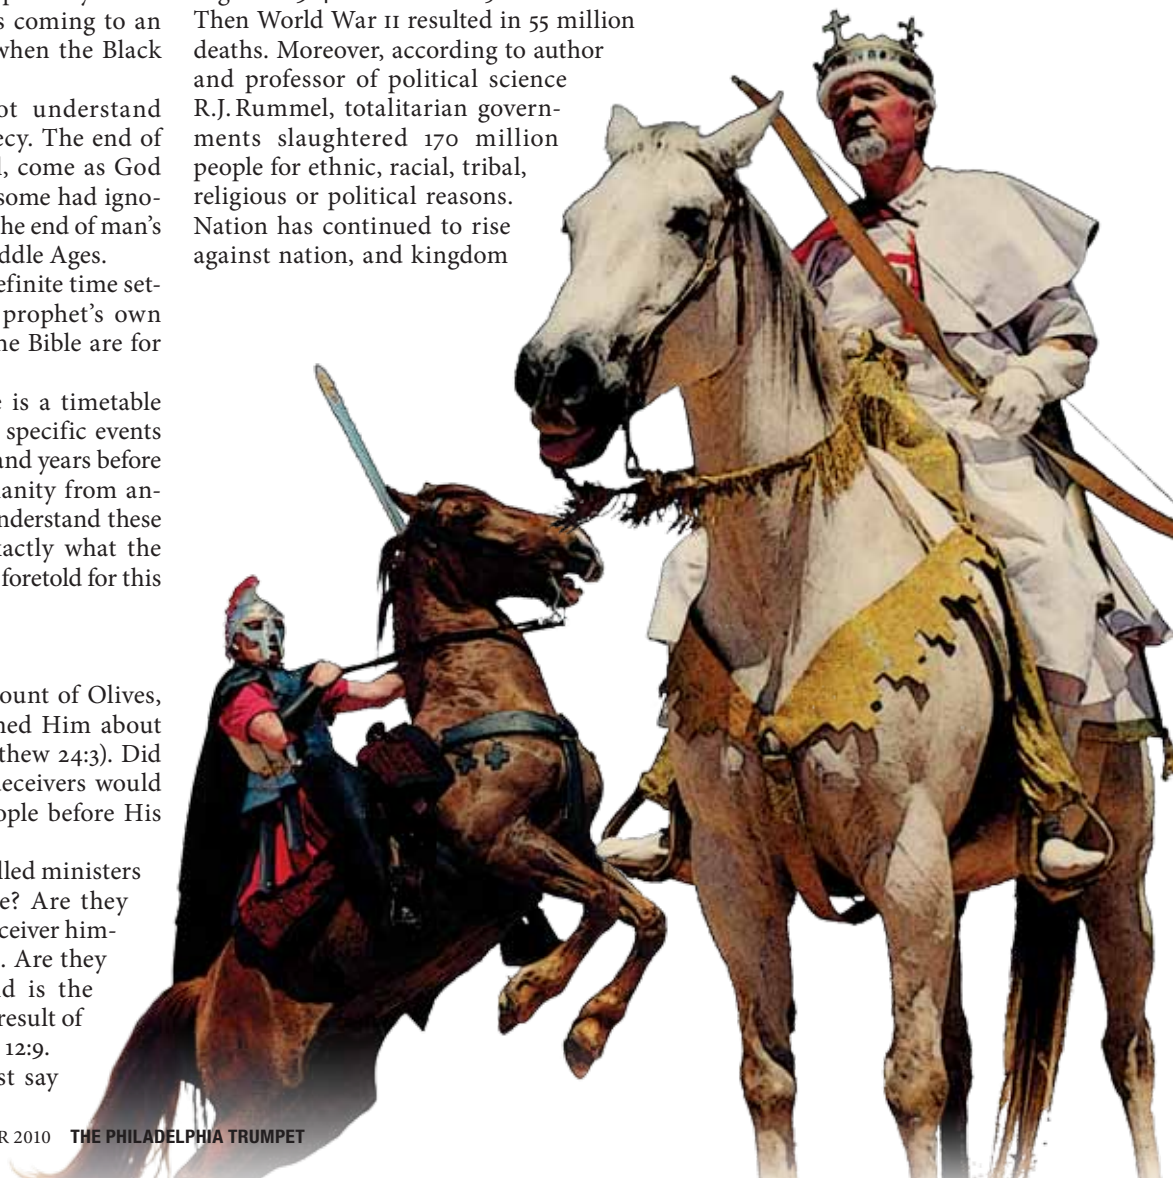 s coming to an
when the Black
ot understand
ecy. The end of
, come as God
some had igno-
he end of man's
ddle Ages.
efinite time set-
prophet's own
he Bible are for
e is a timetable
specific events
and years before
anity from an-
nderstand these
xactly what the
foretold for this
ount of Olives,
ned Him about
thew 24:3). Did
deceivers would
ople before His
lled ministers
e? Are they
ceiver him-
. Are they
d is the
result of
12:9.
st say
Then World War II resulted in 55 million
deaths. Moreover, according to author
and professor of political science
R.J. Rummel, totalitarian govern-
ments slaughtered 170 million
people for ethnic, racial, tribal,
religious or political reasons.
Nation has continued to rise
against nation, and kingdom
R 2010 THE PHILADELPHIA TRUMPET